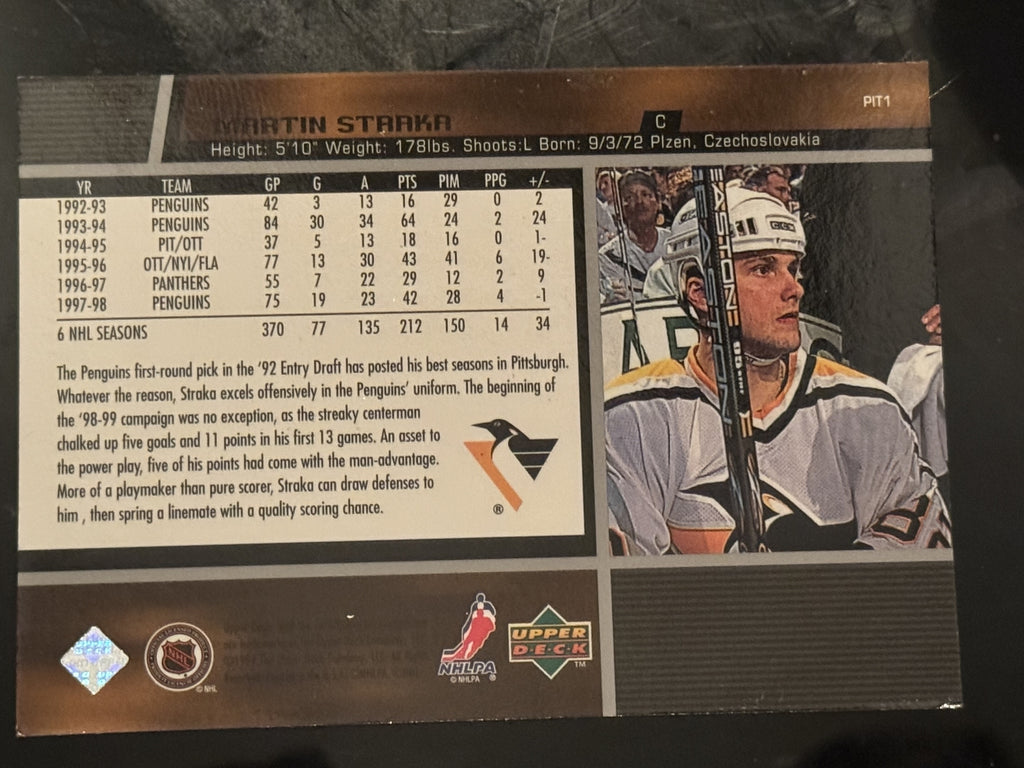 PIT1
MARTIN STRAKA C
Height: 5'10" Weight: 178lbs. Shoots:L Born: 9/3/72 Plzen, Czechoslovakia
YR TEAM GP G A PTS PIM PPG +/-
1992-93 PENGUINS 42 3 13 16 29 0 2
1993-94 PENGUINS 84 30 34 64 24 2 24
1994-95 PIT/OTT 37 5 13 18 16 0 1-
1995-96 OTT/NYI/FLA 77 13 30 43 41 6 19-
1996-97 PANTHERS 55 7 22 29 12 2 9
1997-98 PENGUINS 75 19 23 42 28 4 -1
6 NHL SEASONS 370 77 135 212 150 14 34
The Penguins first-round pick in the '92 Entry Draft has posted his best seasons in Pittsburgh.
Whatever the reason, Straka excels offensively in the Penguins' uniform. The beginning of
the '98-99 campaign was no exception, as the streaky centerman
chalked up five goals and 11 points in his first 13 games. An asset to
the power play, five of his points had come with the man-advantage.
More of a playmaker than pure scorer, Straka can draw defenses to
him , then spring a linemate with a quality scoring chance.
®
EASTON
CCM
NHL
© NHL
NHLPA
© NHLPA ®
UPPER
DECK
TM